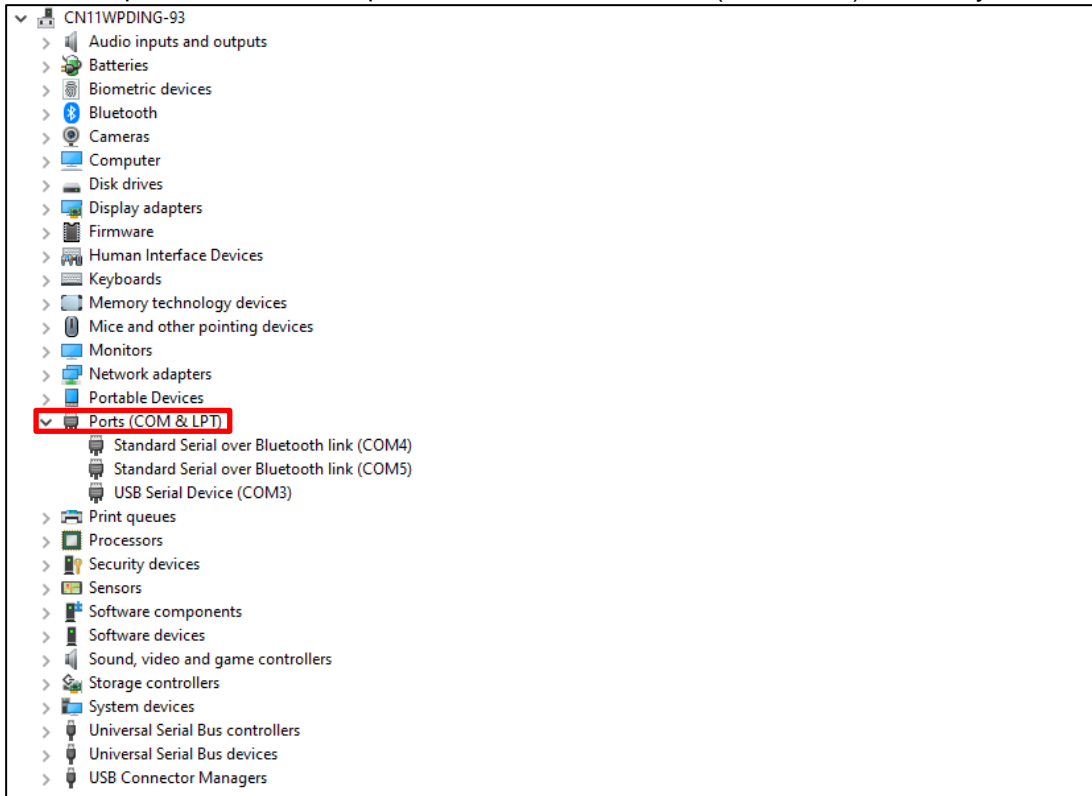 CN11WPDING-93
Audio inputs and outputs
Batteries
Biometric devices
Bluetooth
Cameras
Computer
Disk drives
Display adapters
Firmware
Human Interface Devices
Keyboards
Memory technology devices
Mice and other pointing devices
Monitors
Network adapters
Portable Devices
Ports (COM & LPT)
Standard Serial over Bluetooth link (COM4)
Standard Serial over Bluetooth link (COM5)
USB Serial Device (COM3)
Print queues
Processors
Security devices
Sensors
Software components
Software devices
Sound, video and game controllers
Storage controllers
System devices
Universal Serial Bus controllers
Universal Serial Bus devices
USB Connector Managers